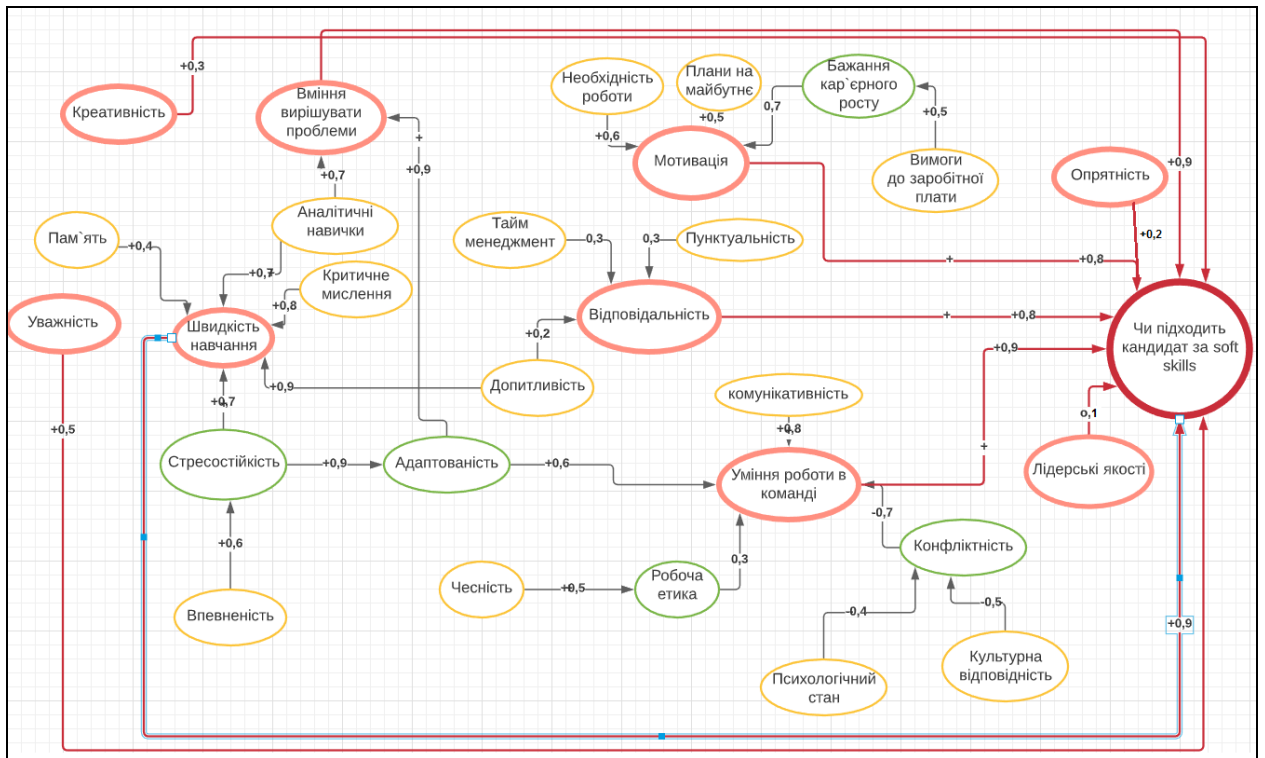 +0,3
Креативність
Вміння
вирішувати
проблеми
Необхідність
роботи
Плани на
майбутнє
Бажання
кар`єрного
росту
0,7
+0,5
+0,5
+0,6
+
+0,9
Мотивація
Вимоги
до заробітної
плати
+0,9
Опрятність
+0,7
Аналітичні
навички
Пам`ять
+0,4
Тайм
менеджмент
0,3
0,3
Пунктуальність
+0,2
+
+0,8
+0,7
Критичне
мислення
+0,8
Уважність
Швидкість
навчання
Відповідальність
+
+0,8
Чи підходить
кандидат за soft
skills
+0,2
+0,9
Допитливість
+0,9
комунікативність
о,1
+0,7
+0,5
+0,8
+
Стресостійкість
+0,9
Адаптованість
+0,6
Уміння роботи в
команді
Лідерські якості
-0,7
+0,6
Конфліктність
0,3
Чесність
+0,5
Робоча
етика
-0,4
-0,5
Впевненість
+0,9
Психологічний
стан
Культурна
відповідність